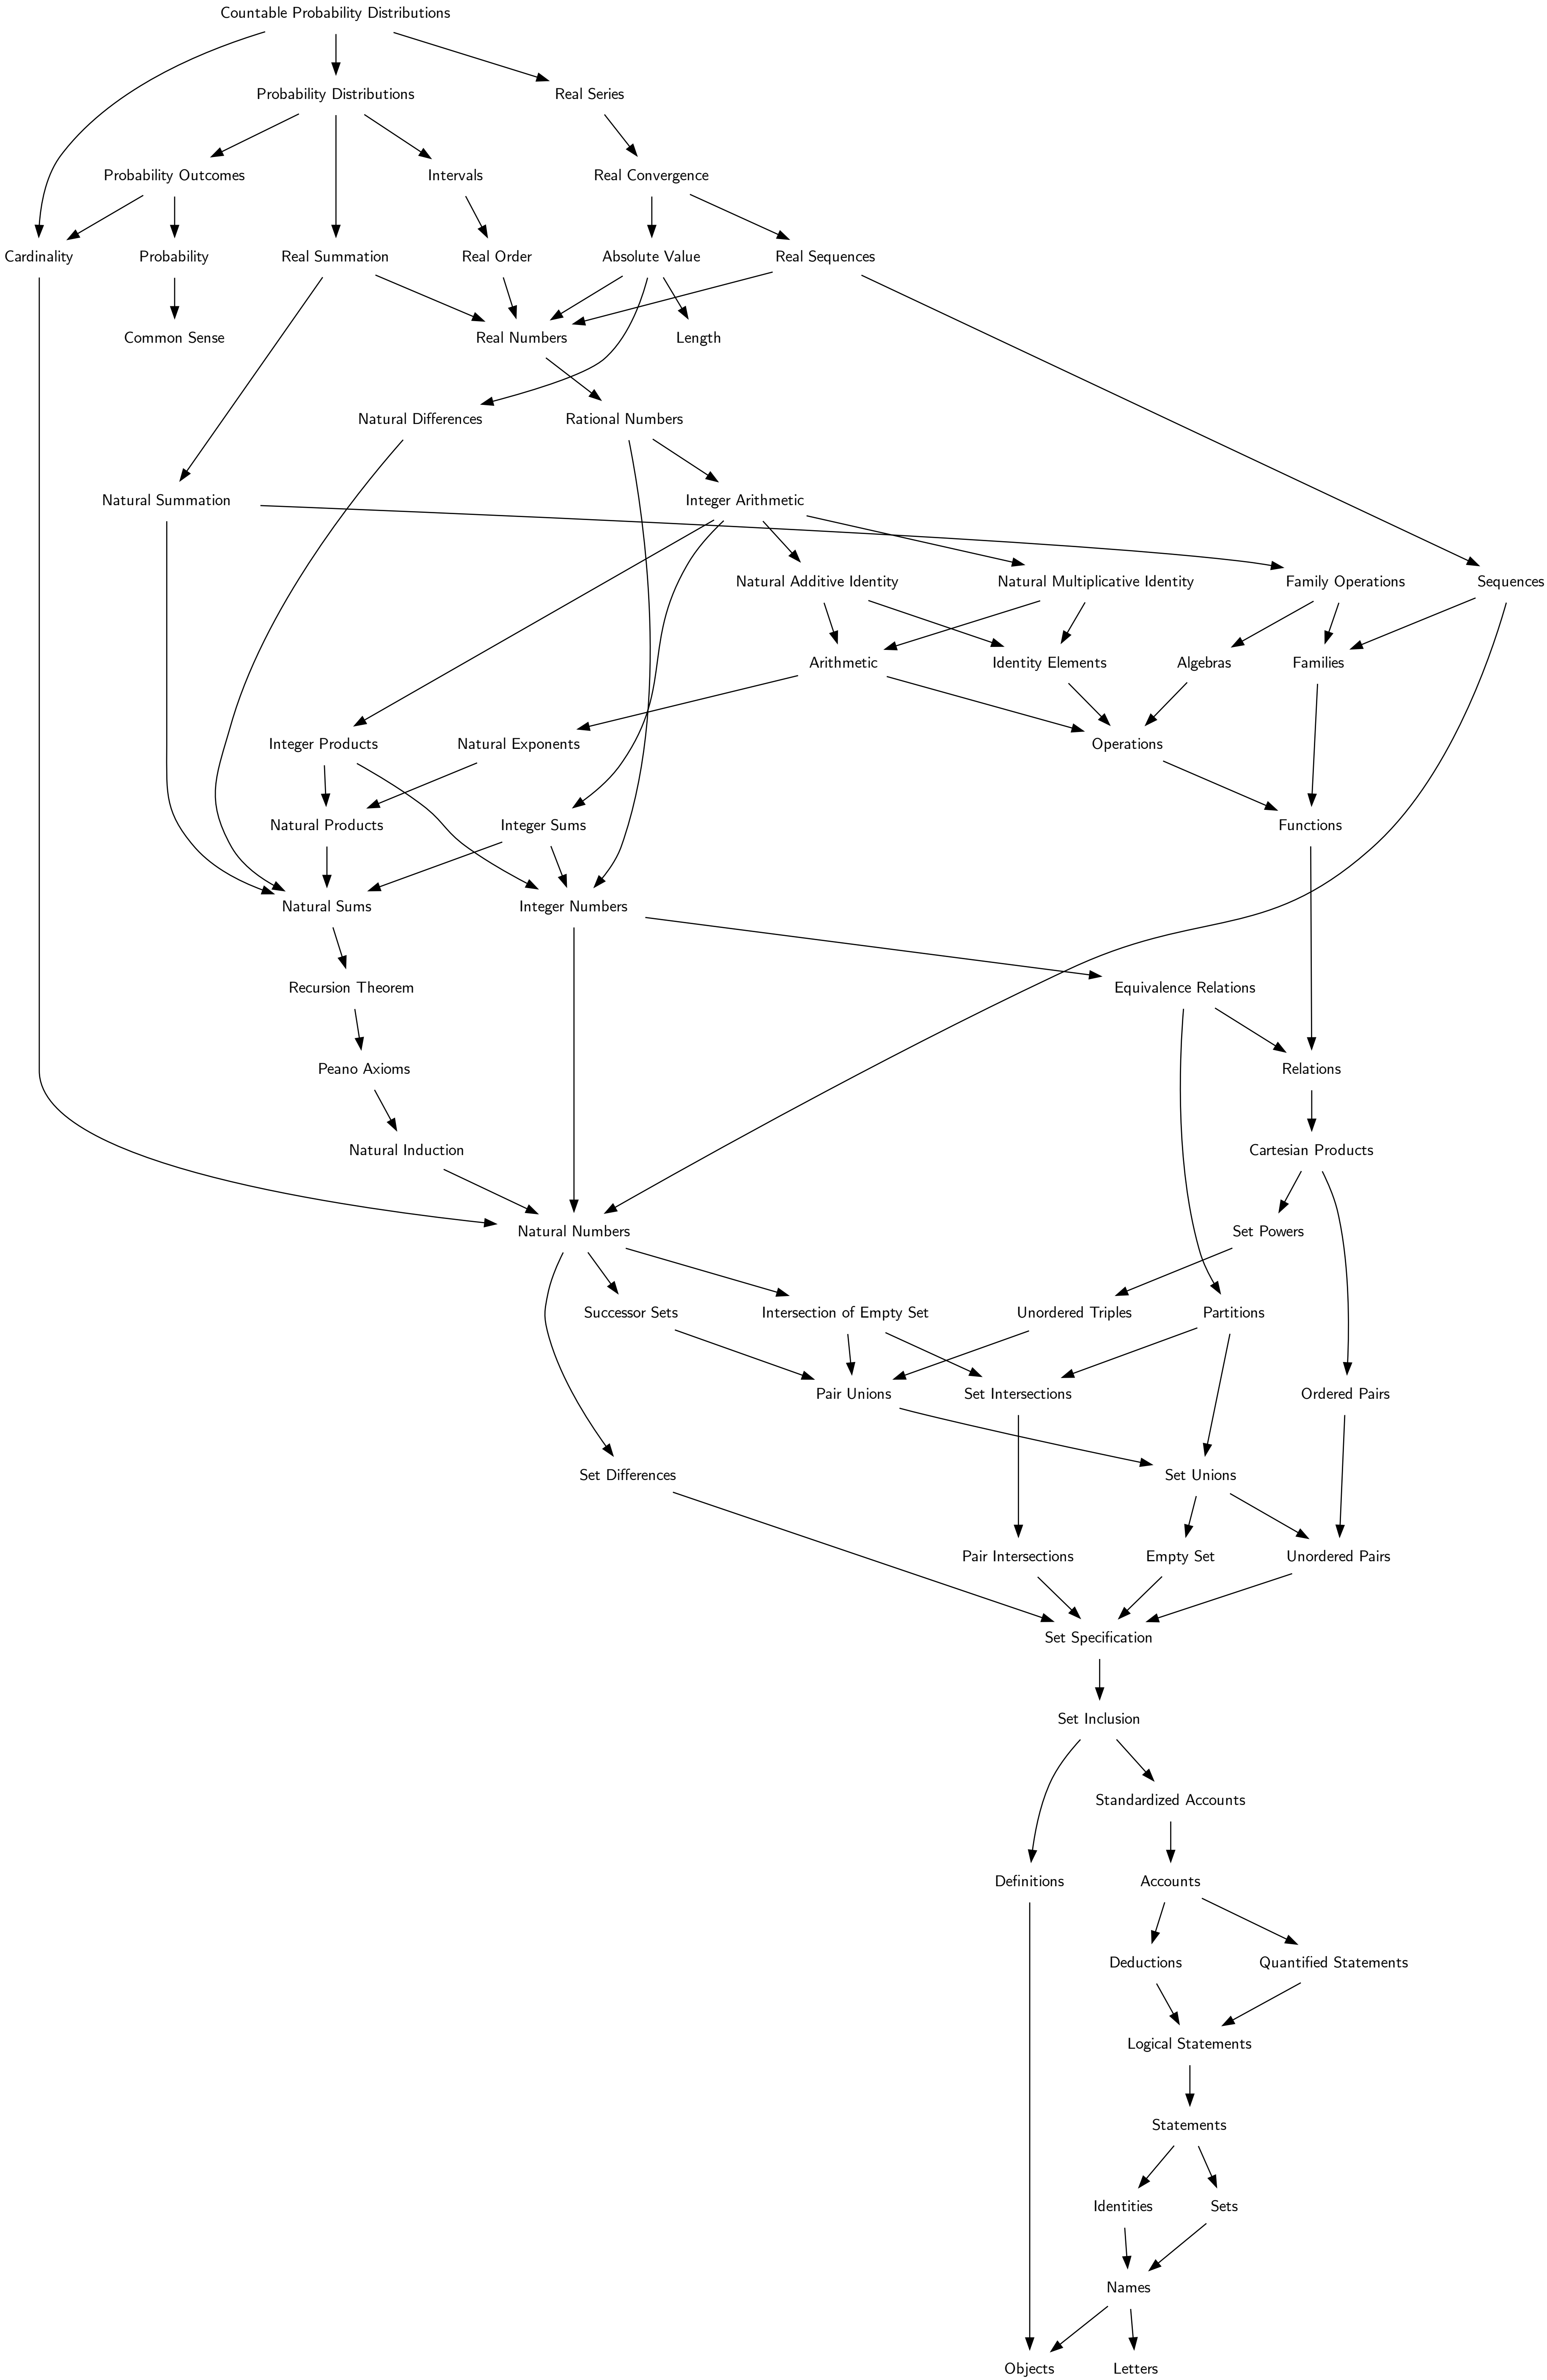 Countable Probability Distributions
Probability Distributions
Real Series
Probability Outcomes
Intervals
Real Convergence
Cardinality
Probability
Real Summation
Real Order
Absolute Value
Real Sequences
Common Sense
Real Numbers
Length
Natural Differences
Rational Numbers
Natural Summation
Integer Arithmetic
Natural Additive Identity
Natural Multiplicative Identity
Family Operations
Sequences
Arithmetic
Identity Elements
Algebras
Families
Integer Products
Natural Exponents
Operations
Natural Products
Integer Sums
Functions
Natural Sums
Integer Numbers
Recursion Theorem
Equivalence Relations
Peano Axioms
Relations
Natural Induction
Cartesian Products
Natural Numbers
Set Powers
Successor Sets
Intersection of Empty Set
Unordered Triples
Partitions
Pair Unions
Set Intersections
Ordered Pairs
Set Differences
Set Unions
Pair Intersections
Empty Set
Unordered Pairs
Set Specification
Set Inclusion
Standardized Accounts
Definitions
Accounts
Deductions
Quantified Statements
Logical Statements
Statements
Identities
Sets
Names
Objects
Letters